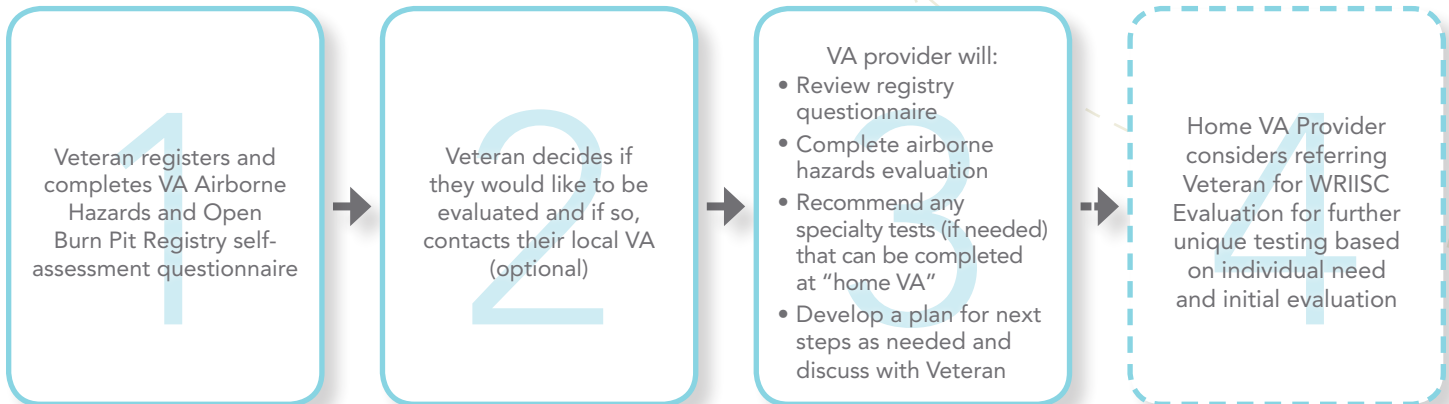 1
Veteran registers and
completes VA Airborne
Hazards and Open
Burn Pit Registry self-
assessment questionnaire
2
Veteran decides if
they would like to be
evaluated and if so,
contacts their local VA
(optional)
3
VA provider will:
• Review registry
questionnaire
• Complete airborne
hazards evaluation
• Recommend any
specialty tests (if needed)
that can be completed
at “home VA”
• Develop a plan for next
steps as needed and
discuss with Veteran
4
Home VA Provider
considers referring
Veteran for WRIISC
Evaluation for further
unique testing based
on individual need
and initial evaluation